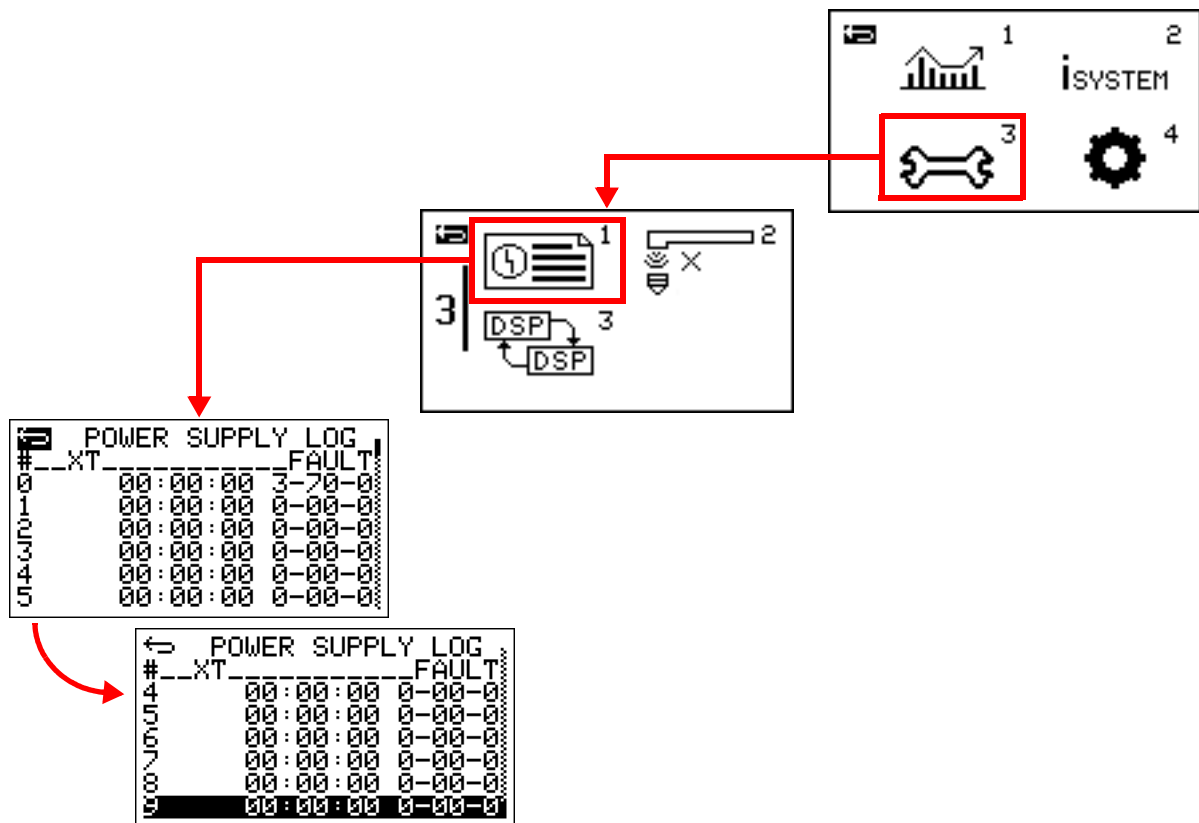 1
2
iSYSTEM
3
4
1
2
3
3
DSP
DSP
POWER SUPPLY LOG
#__XT____________FAULT
0 00:00:00 3-70-0
1 00:00:00 0-00-0
2 00:00:00 0-00-0
3 00:00:00 0-00-0
4 00:00:00 0-00-0
5 00:00:00 0-00-0
POWER SUPPLY LOG
#__XT____________FAULT
4 00:00:00 0-00-0
5 00:00:00 0-00-0
6 00:00:00 0-00-0
7 00:00:00 0-00-0
8 00:00:00 0-00-0
9 00:00:00 0-00-0